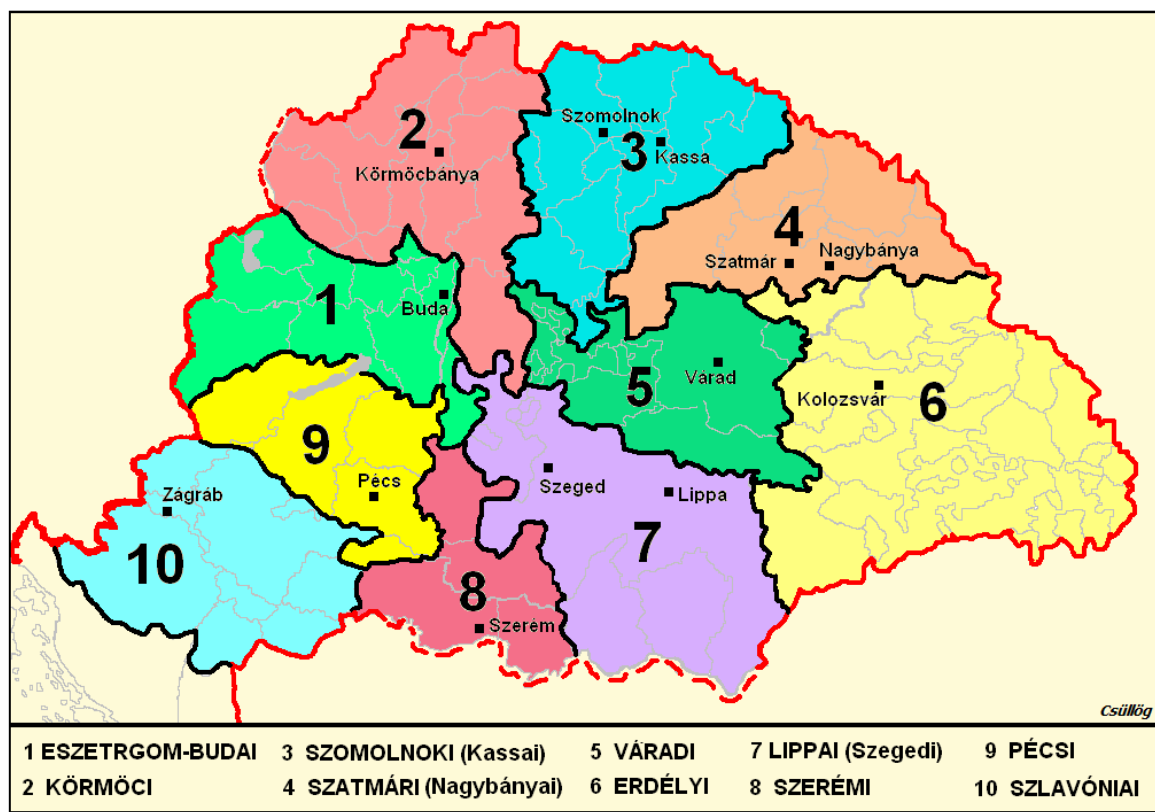 Szomolnok
2
3
Kassa
Körmöcbánya
4
Szatmár
Nagybánya
1
Buda
Várad
5
Kolozsvár
6
9
Pécs
Szeged
Lippa
Zágráb
10
7
8
Szerém
Csüllög
1 ESZETRGOM-BUDAI
2 KÖRMÖCI
3 SZOMOLNOKI (Kassai)
4 SZATMÁRI (Nagybányai)
5 VÁRADI
6 ERDÉLYI
7 LIPPAI (Szegedi)
8 SZERÉMI
9 PÉCSI
10 SZLAVÓNIAI